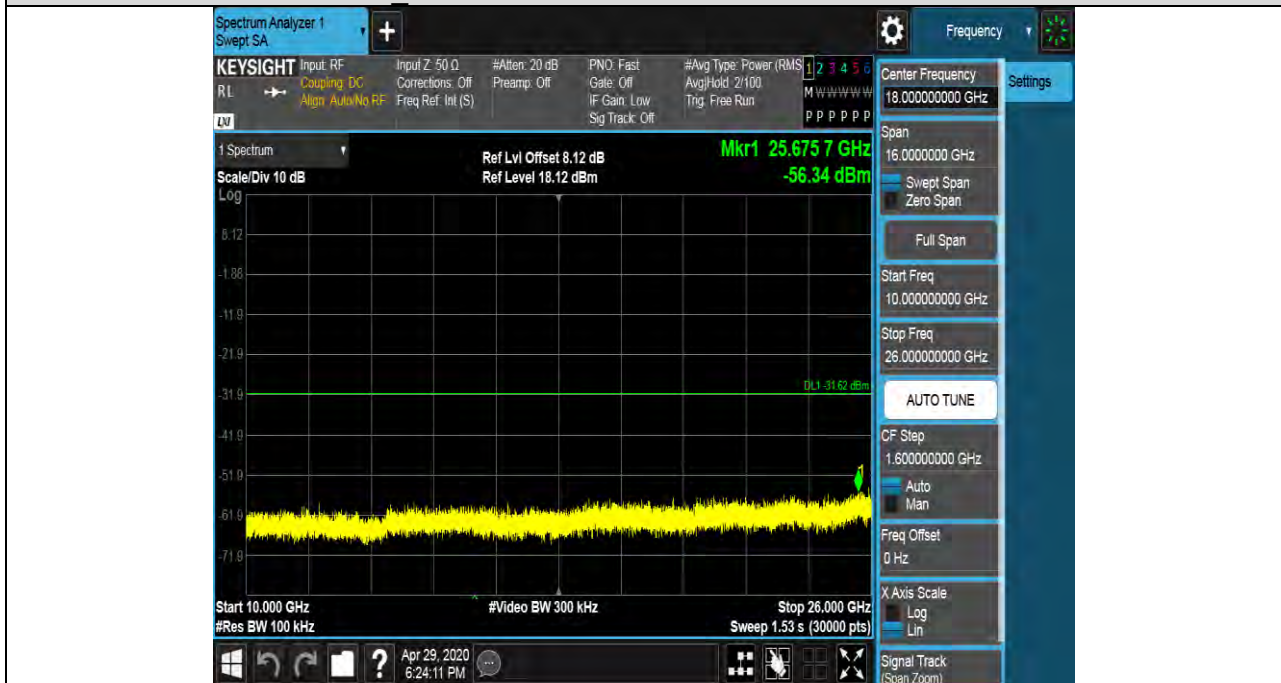 Spectrum Analyzer 1
Swept SA
+
Frequency
KEYSIGHT
RL
LXI
Input: RF
Coupling: DC
Align: Auto/No RF
Input Z: 50 Ω
Corrections: Off
Freq Ref: Int (S)
#Atten: 20 dB
Preamp: Off
PNO: Fast
Gate: Off
IF Gain: Low
Sig Track: Off
#Avg Type: Power (RMS
Avg|Hold: 2/100
Trig: Free Run
1 2 3 4 5 6
M W W W W W
P P P P P P
1 Spectrum
Scale/Div 10 dB
Ref Lvl Offset 8.12 dB
Ref Level 18.12 dBm
Mkr1 25.675 7 GHz
-56.34 dBm
Log
8.12
-1.88
-11.9
-21.9
-31.9
-41.9
-51.9
-61.9
-71.9
DL1 -31.62 dBm
1
Start 10.000 GHz
#Res BW 100 kHz
#Video BW 300 kHz
Stop 26.000 GHz
Sweep 1.53 s (30000 pts)
Center Frequency
18.000000000 GHz
Settings
Span
16.0000000 GHz
Swept Span
Zero Span
Full Span
Start Freq
10.000000000 GHz
Stop Freq
26.000000000 GHz
AUTO TUNE
CF Step
1.600000000 GHz
Auto
Man
Freq Offset
0 Hz
X Axis Scale
Log
Lin
Signal Track
(Span Zoom)
?
Apr 29, 2020
6:24:11 PM